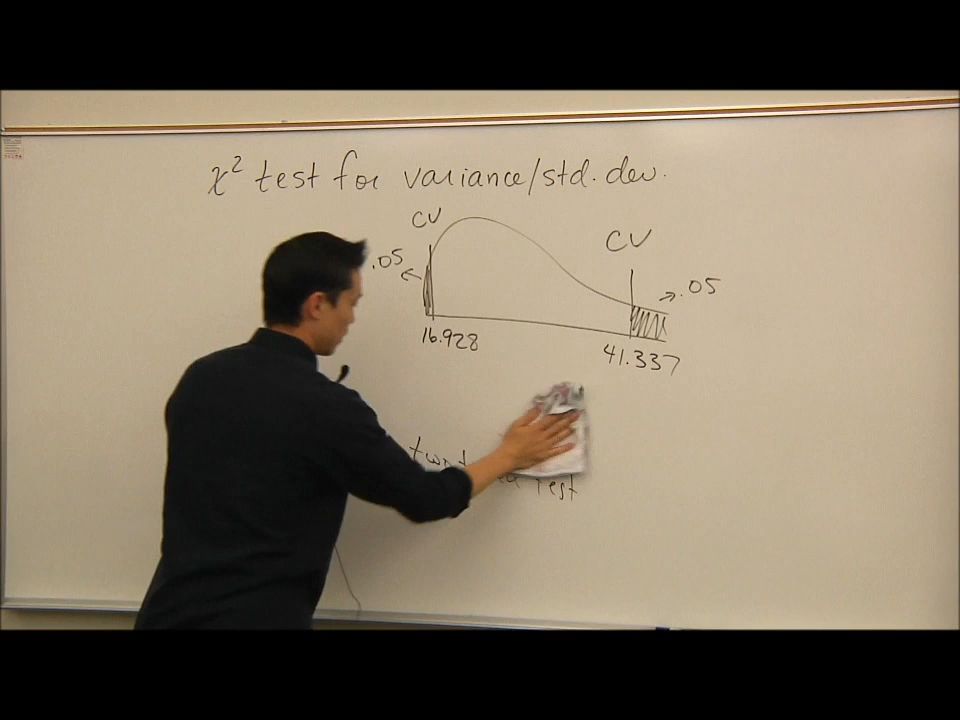 χ² test for variance/std. dev.
CV
CV
.05
.05
16.928
41.337
test